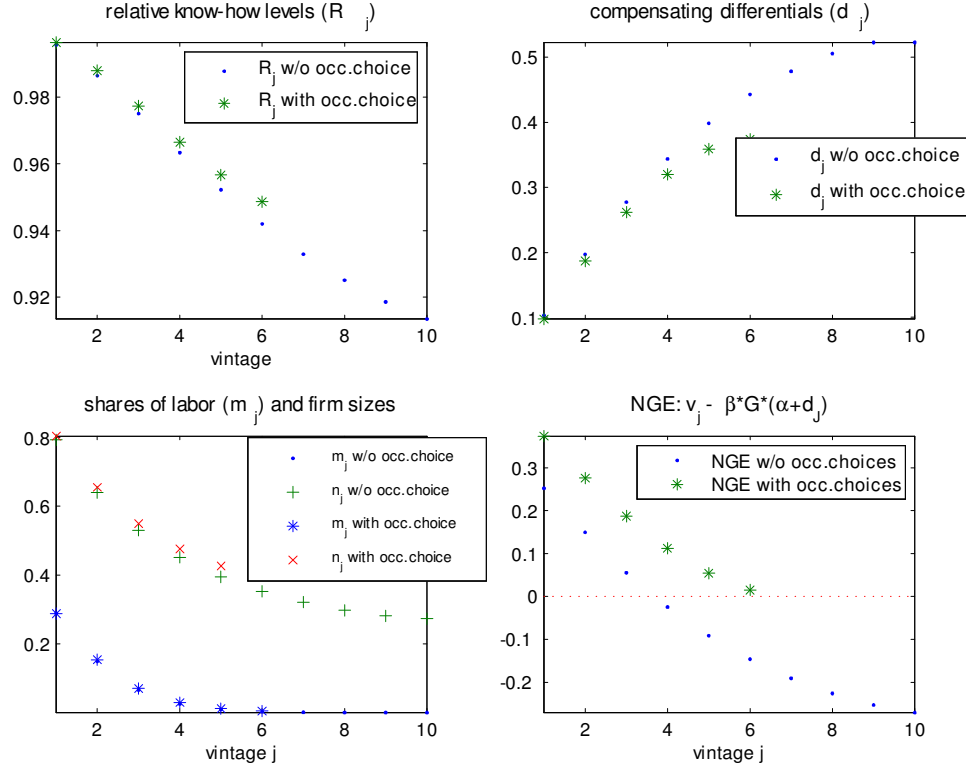 relative know-how levels (R_j)
0.98
0.96
0.94
0.92
2 4 6 8 10
vintage
R_j w/o occ.choice
R_j with occ.choice
compensating differentials (d_j)
0.5
0.4
0.3
0.2
0.1
2 4 6 8 10
d_j w/o occ.choice
d_j with occ.choice
shares of labor (m_j) and firm sizes
0.8
0.6
0.4
0.2
2 4 6 8 10
vintage j
m_j w/o occ.choice
n_j w/o occ.choice
m_j with occ.choice
n_j with occ.choice
NGE: v_j - β*G*(α+d_J)
0.3
0.2
0.1
0
-0.1
-0.2
2 4 6 8 10
vintage j
NGE w/o occ.choices
NGE with occ.choices